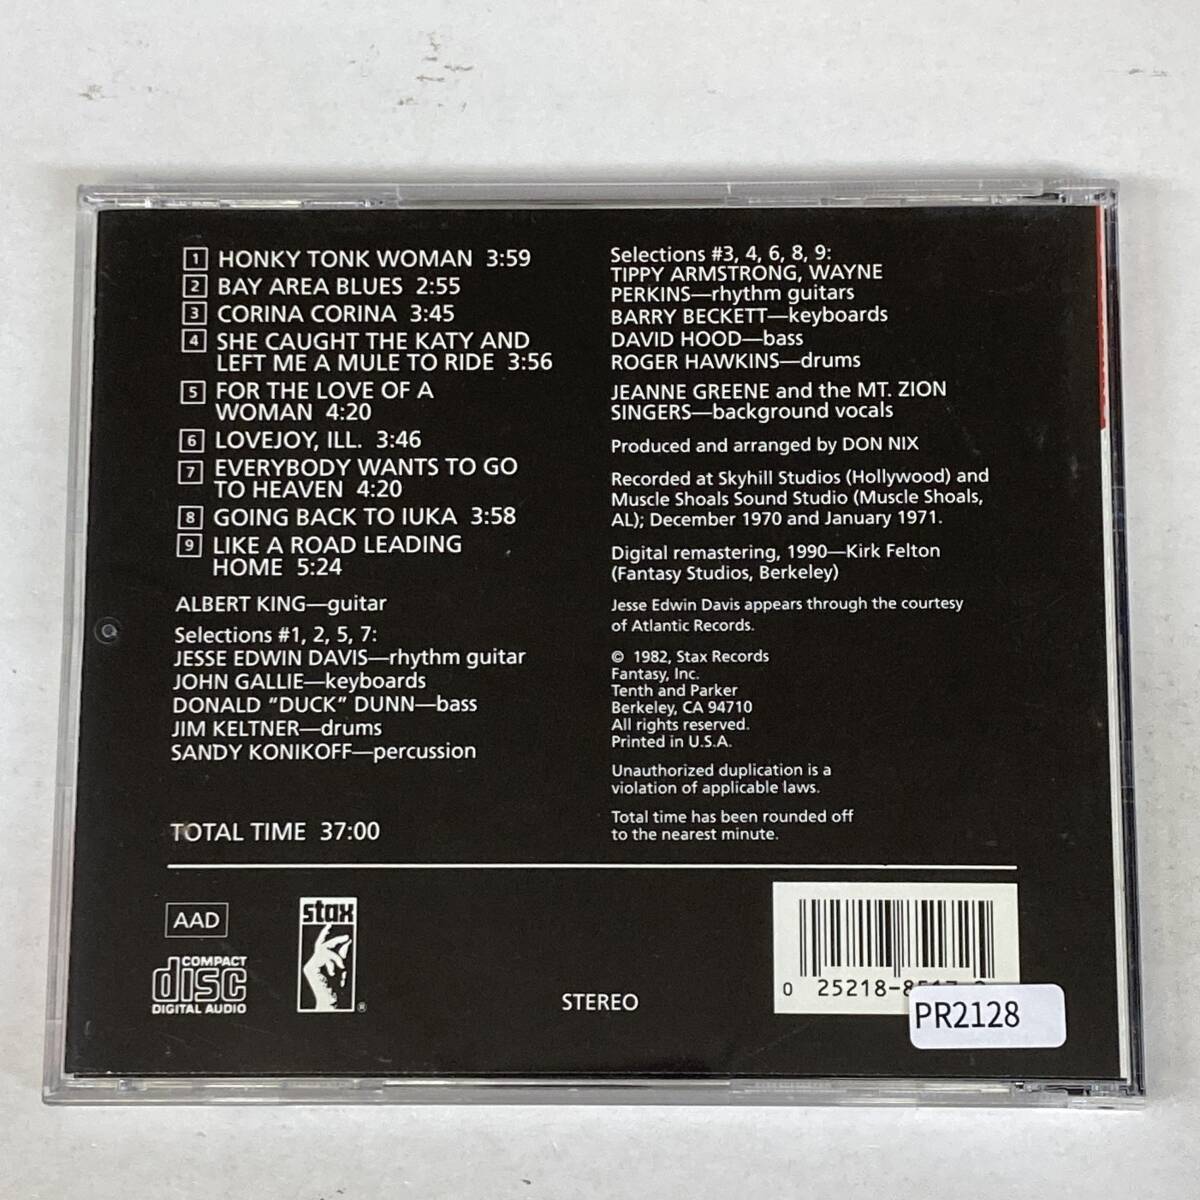 1 HONKY TONK WOMAN 3:59
2 BAY AREA BLUES 2:55
3 CORINA CORINA 3:45
4 SHE CAUGHT THE KATY AND
LEFT ME A MULE TO RIDE 3:56
5 FOR THE LOVE OF A
WOMAN 4:20
6 LOVEJOY, ILL. 3:46
7 EVERYBODY WANTS TO GO
TO HEAVEN 4:20
8 GOING BACK TO IUKA 3:58
9 LIKE A ROAD LEADING
HOME 5:24
ALBERT KING—guitar
Selections #1, 2, 5, 7:
JESSE EDWIN DAVIS—rhythm guitar
JOHN GALLIE—keyboards
DONALD “DUCK” DUNN—bass
JIM KELTNER—drums
SANDY KONIKOFF—percussion
TOTAL TIME 37:00
Selections #3, 4, 6, 8, 9:
TIPPY ARMSTRONG, WAYNE
PERKINS—rhythm guitars
BARRY BECKETT—keyboards
DAVID HOOD—bass
ROGER HAWKINS—drums
JEANNE GREENE and the MT. ZION
SINGERS—background vocals
Produced and arranged by DON NIX
Recorded at Skyhill Studios (Hollywood) and
Muscle Shoals Sound Studio (Muscle Shoals,
AL); December 1970 and January 1971.
Digital remastering, 1990—Kirk Felton
(Fantasy Studios, Berkeley)
Jesse Edwin Davis appears through the courtesy
of Atlantic Records.
© 1982, Stax Records
Fantasy, Inc.
Tenth and Parker
Berkeley, CA 94710
All rights reserved.
Printed in U.S.A.
Unauthorized duplication is a
violation of applicable laws.
Total time has been rounded off
to the nearest minute.
AAD
stax
®
COMPACT
disc
DIGITAL AUDIO
STEREO
0 25218-
PR2128